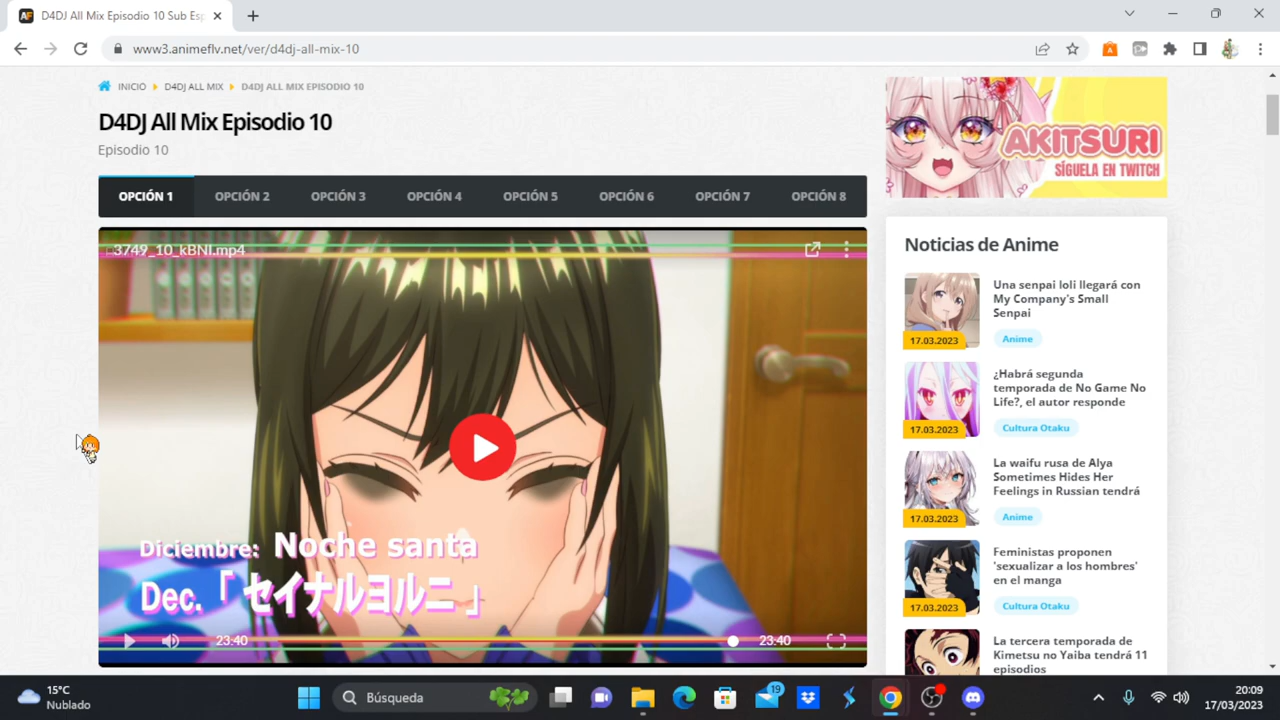 D4DJ All Mix Episodio 10 Sub Esp
www3.animeflv.net/ver/d4dj-all-mix-10
INICIO D4DJ ALL MIX D4DJ ALL MIX EPISODIO 10
D4DJ All Mix Episodio 10
Episodio 10
OPCIÓN 1 OPCIÓN 2 OPCIÓN 3 OPCIÓN 4 OPCIÓN 5 OPCIÓN 6 OPCIÓN 7 OPCIÓN 8
3749_10_kBNI.mp4
Diciembre: Noche santa
Dec.「セイナルヨルニ」
23:40 23:40
AKITSURI
SÍGUELA EN TWITCH
Noticias de Anime
Una senpai loli llegará con
My Company's Small
Senpai
17.03.2023
Anime
¿Habrá segunda
temporada de No Game No
Life?, el autor responde
17.03.2023
Cultura Otaku
La waifu rusa de Alya
Sometimes Hides Her
Feelings in Russian tendrá
17.03.2023
Anime
Feministas proponen
'sexualizar a los hombres'
en el manga
17.03.2023
Cultura Otaku
La tercera temporada de
Kimetsu no Yaiba tendrá 11
episodios
15°C
Nublado
Búsqueda
19
20:09
17/03/2023